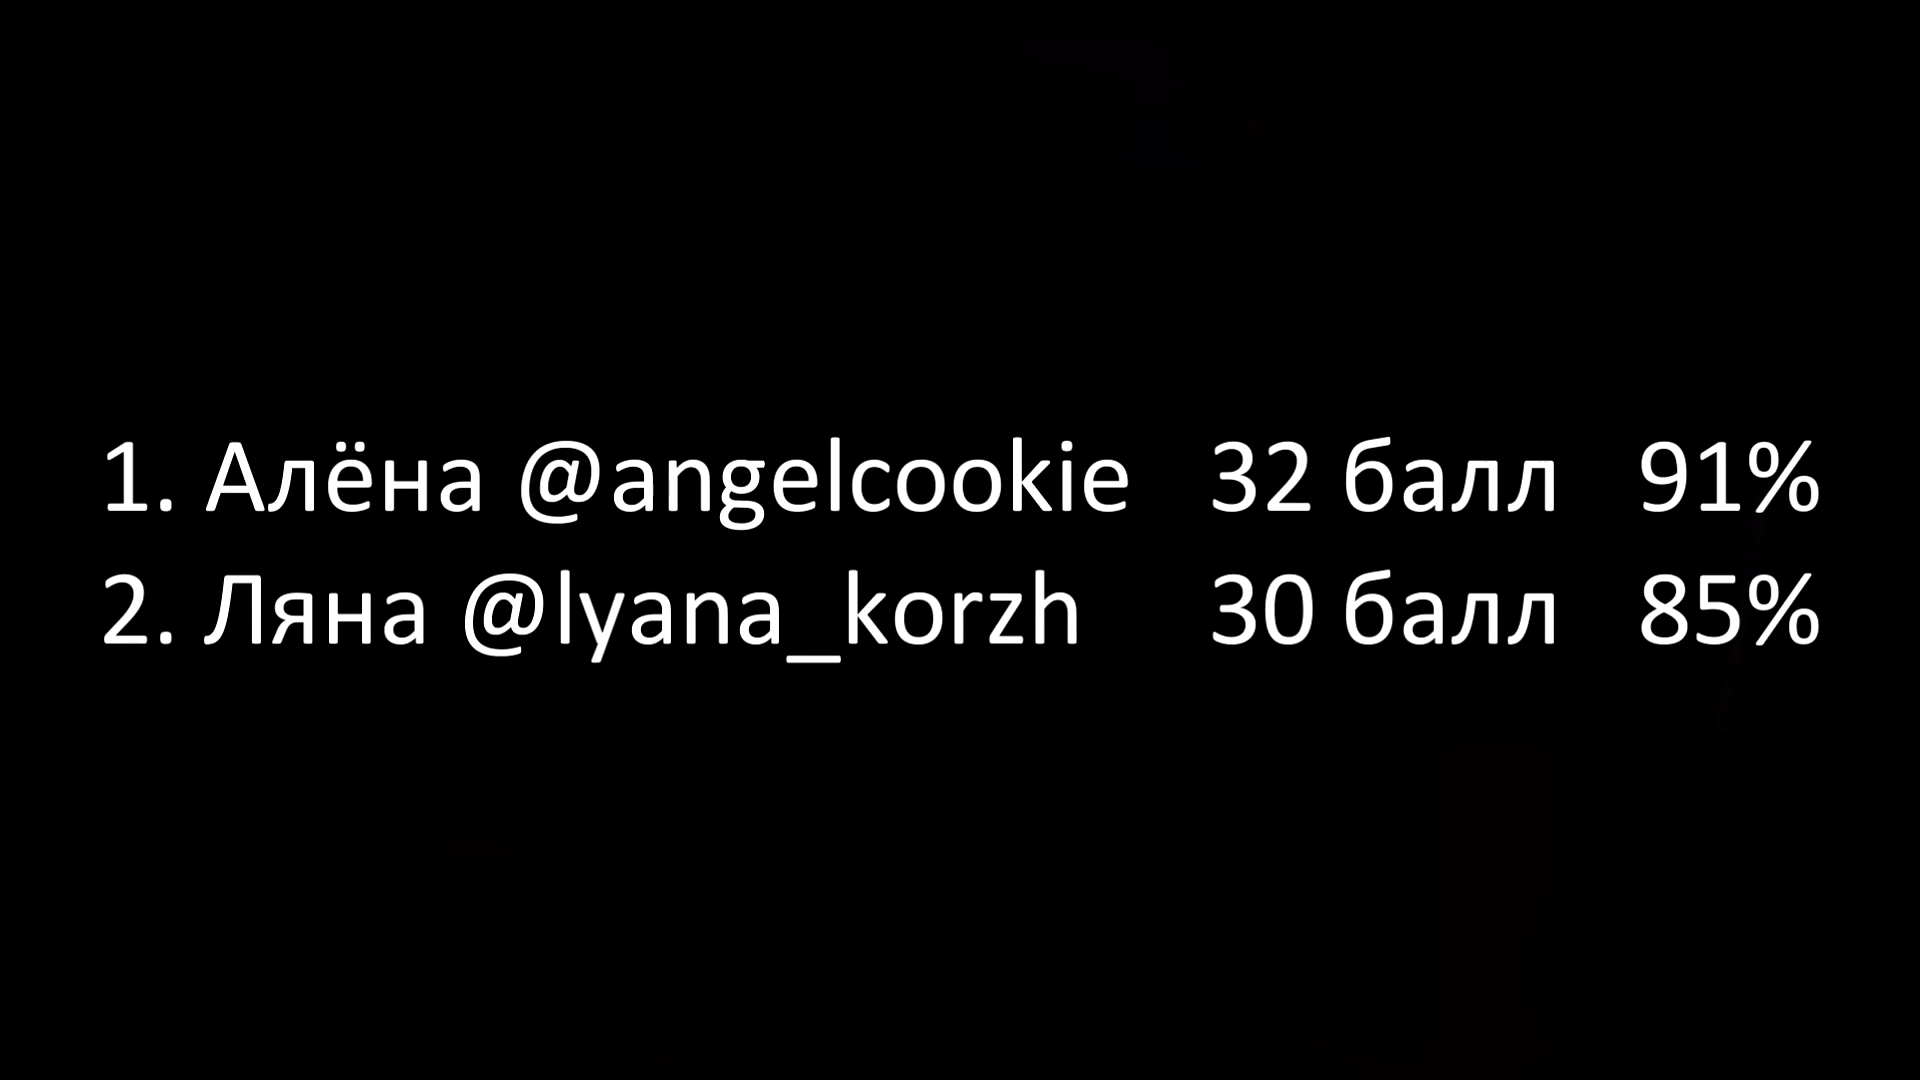 1. Алёна @angelcookie 32 балл 91%
2. Ляна @lyana_korzh 30 балл 85%